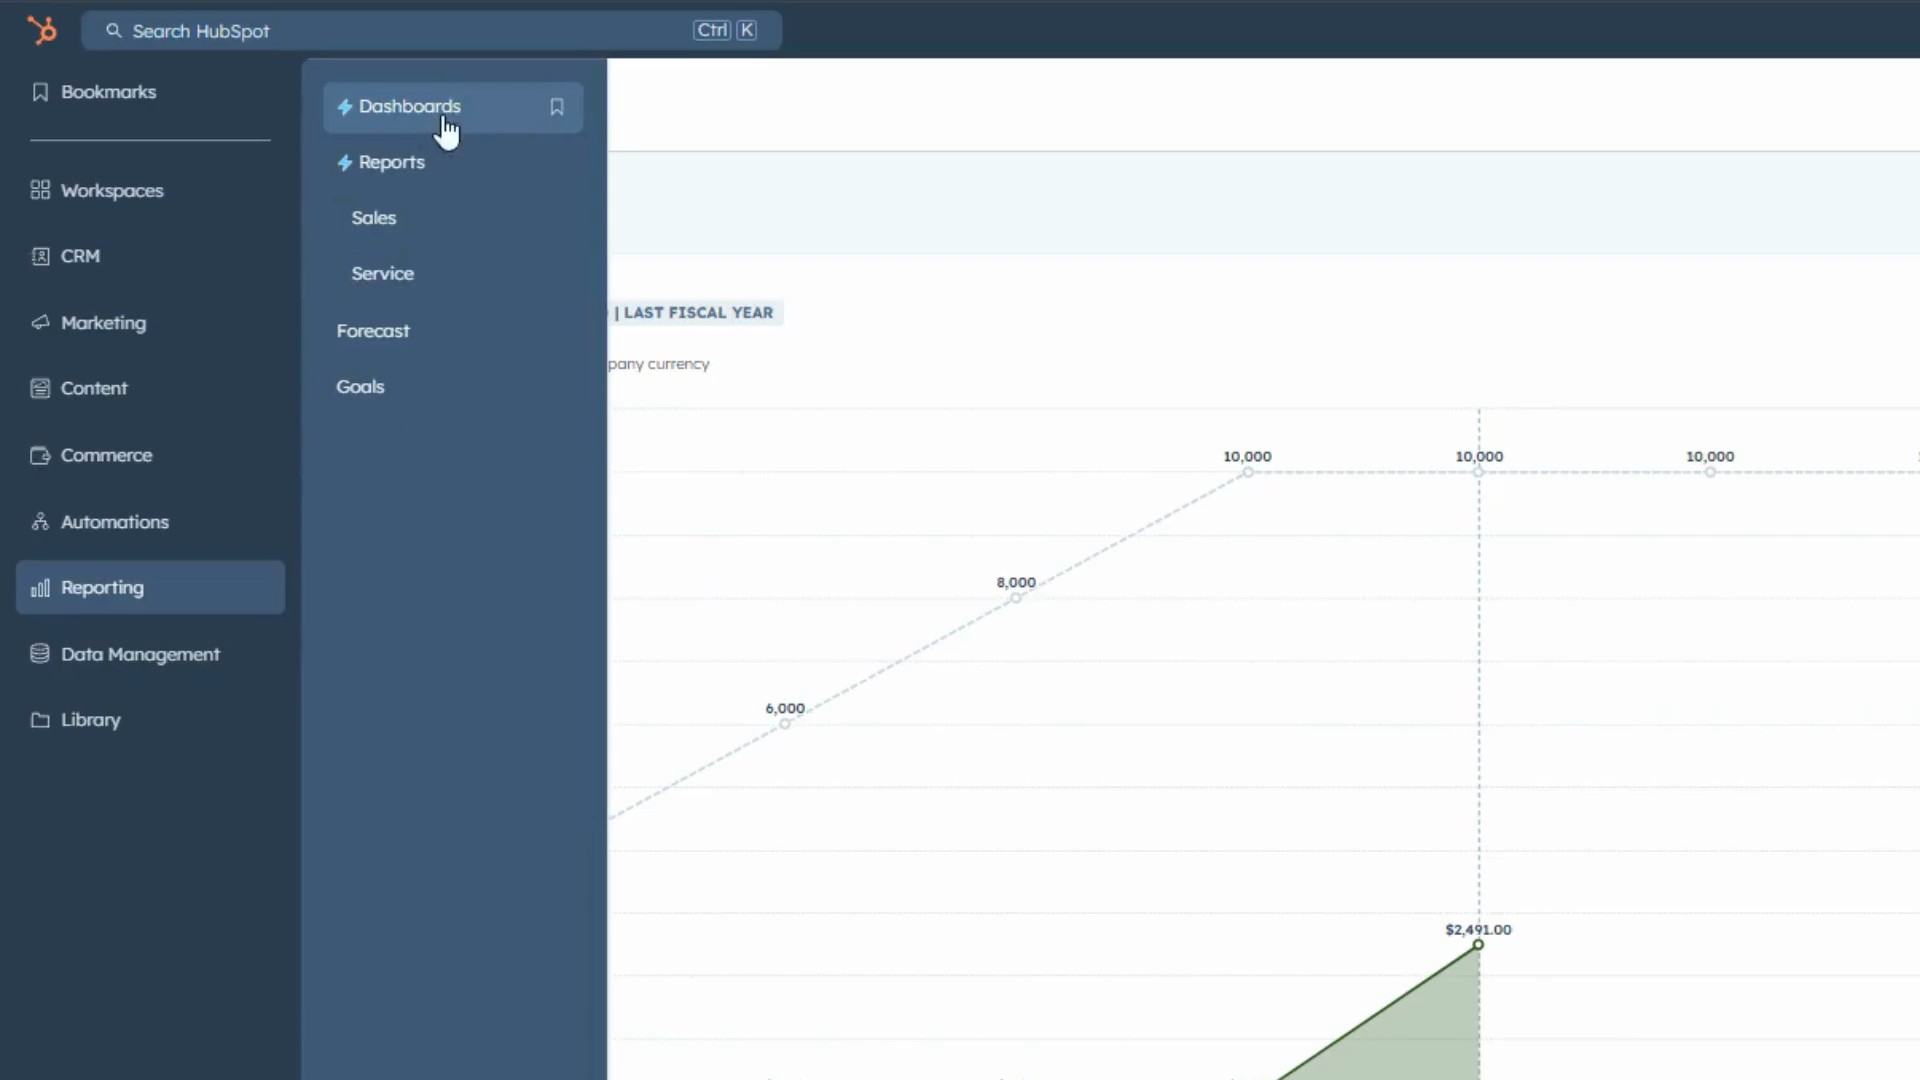 Search HubSpot
Ctrl K
Bookmarks
Workspaces
CRM
Marketing
Content
Commerce
Automations
Reporting
Data Management
Library
Dashboards
Reports
Sales
Service
Forecast
Goals
| LAST FISCAL YEAR
pany currency
10,000
10,000
10,000
8,000
6,000
$2,491.00